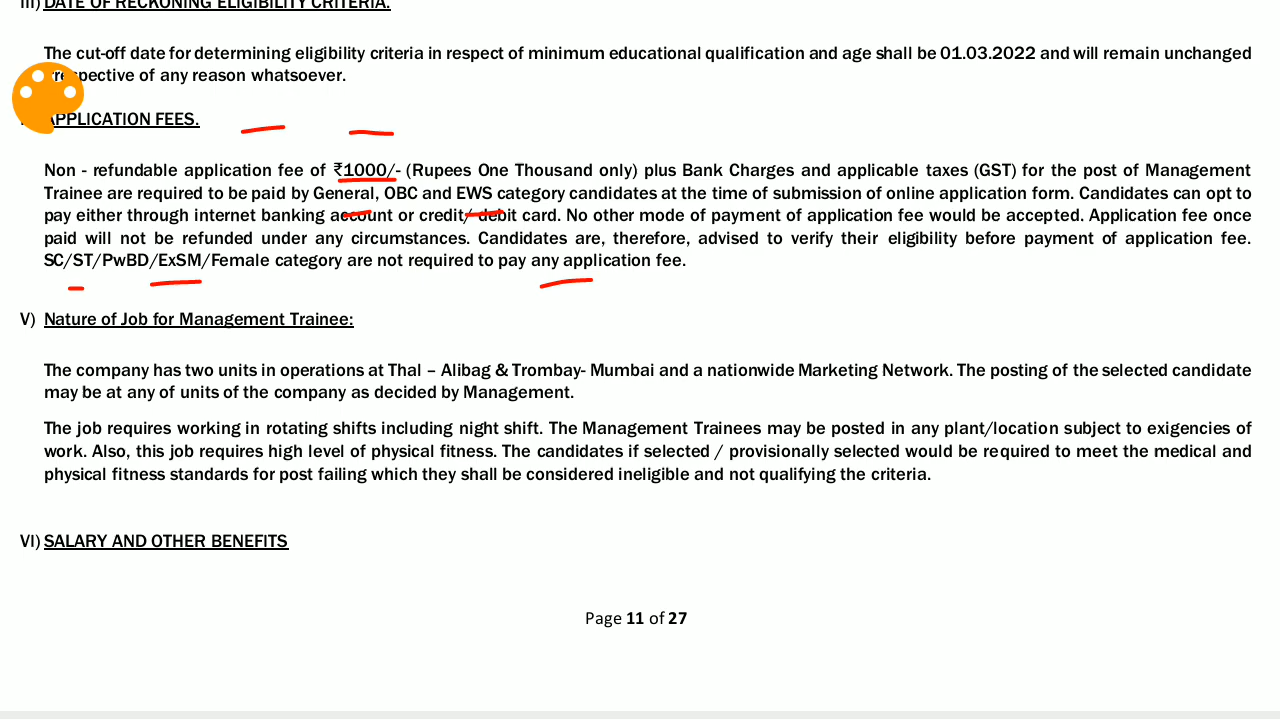 III) DATE OF RECKONING ELIGIBILITY CRITERIA.
The cut-off date for determining eligibility criteria in respect of minimum educational qualification and age shall be 01.03.2022 and will remain unchanged
of any reason whatsoever.
APPLICATION FEES.
Non - refundable application fee of ₹1000/- (Rupees One Thousand only) plus Bank Charges and applicable taxes (GST) for the post of Management
Trainee are required to be paid by General, OBC and EWS category candidates at the time of submission of online application form. Candidates can opt to
pay either through internet banking account or credit/ debit card. No other mode of payment of application fee would be accepted. Application fee once
paid will not be refunded under any circumstances. Candidates are, therefore, advised to verify their eligibility before payment of application fee.
SC/ST/PwBD/ExSM/Female category are not required to pay any application fee.
V) Nature of Job for Management Trainee:
The company has two units in operations at Thal – Alibag & Trombay- Mumbai and a nationwide Marketing Network. The posting of the selected candidate
may be at any of units of the company as decided by Management.
The job requires working in rotating shifts including night shift. The Management Trainees may be posted in any plant/location subject to exigencies of
work. Also, this job requires high level of physical fitness. The candidates if selected / provisionally selected would be required to meet the medical and
physical fitness standards for post failing which they shall be considered ineligible and not qualifying the criteria.
VI) SALARY AND OTHER BENEFITS
Page 11 of 27